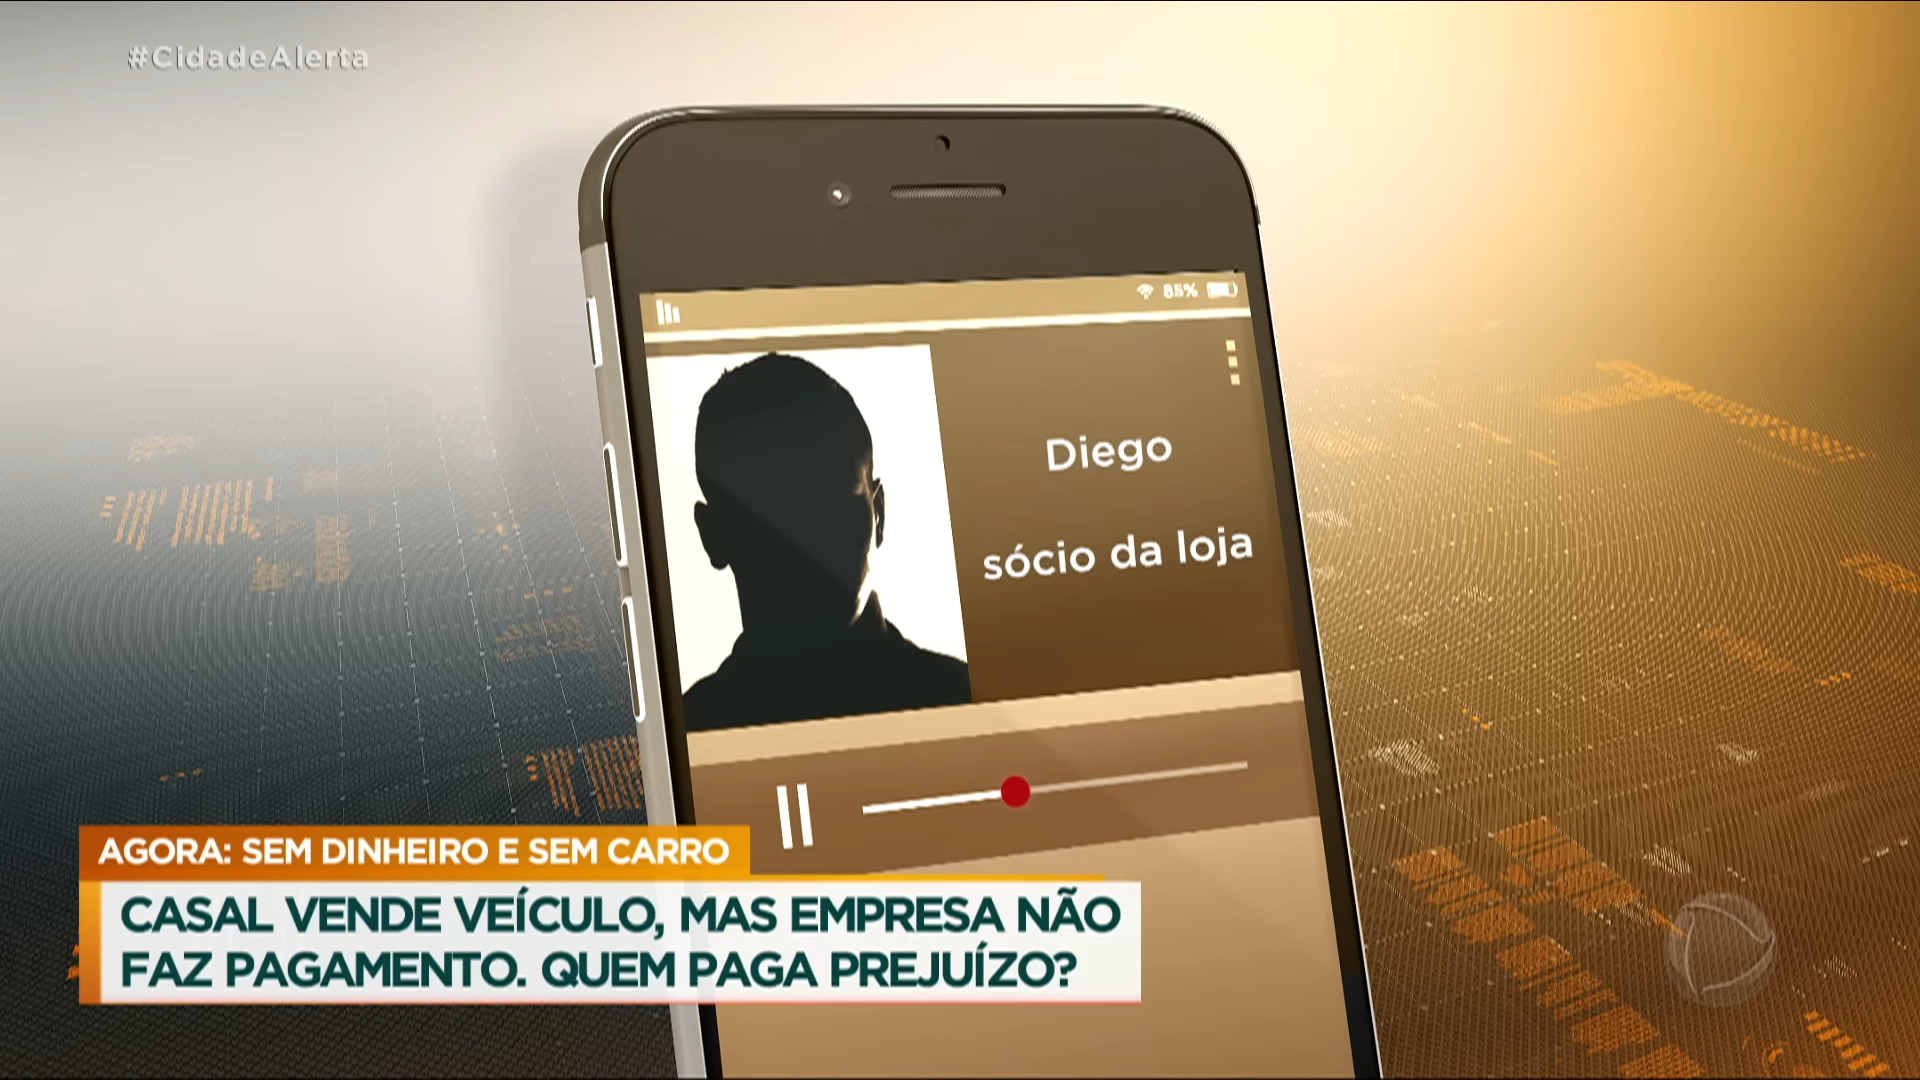 #CidadeAlerta
85%
Diego
sócio da loja
AGORA: SEM DINHEIRO E SEM CARRO
CASAL VENDE VEÍCULO, MAS EMPRESA NÃO
FAZ PAGAMENTO. QUEM PAGA PREJUÍZO?